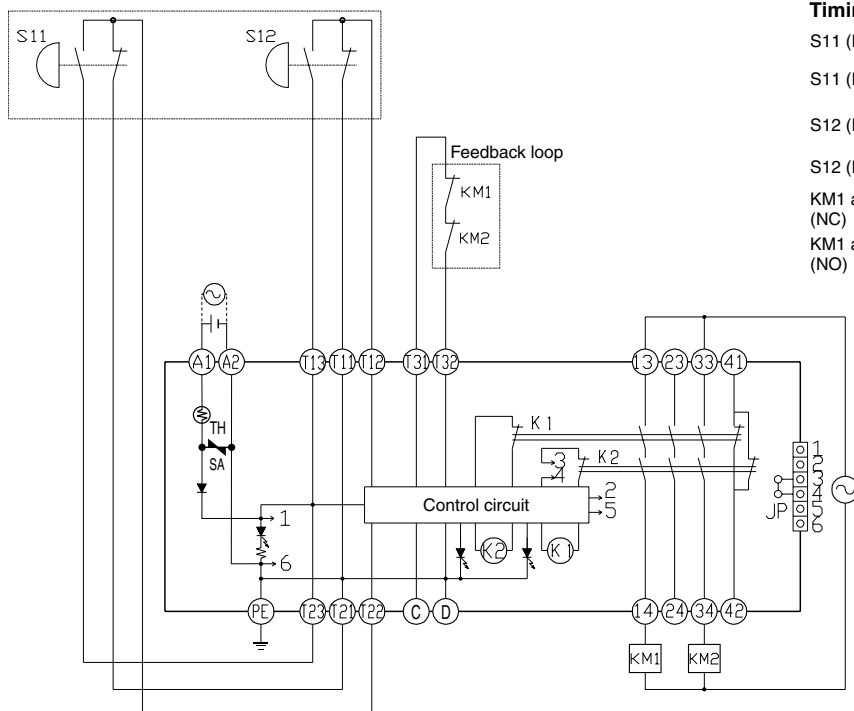 Timin
S11 (
S11 (
S12 (
S12 (
KM1 a
(NC)
KM1 a
(NO)
S11
S12
Feedback loop
KM1
KM2
A1 A2 T13 T11 T12 T31 T32 13 23 33 41
TH
SA
K1
K2
3
4
Control circuit
2
5
1
6
K2
K1
JP
1
2
3
4
5
6
PE T23 T21 T22 C D 14 24 34 42
KM1
KM2